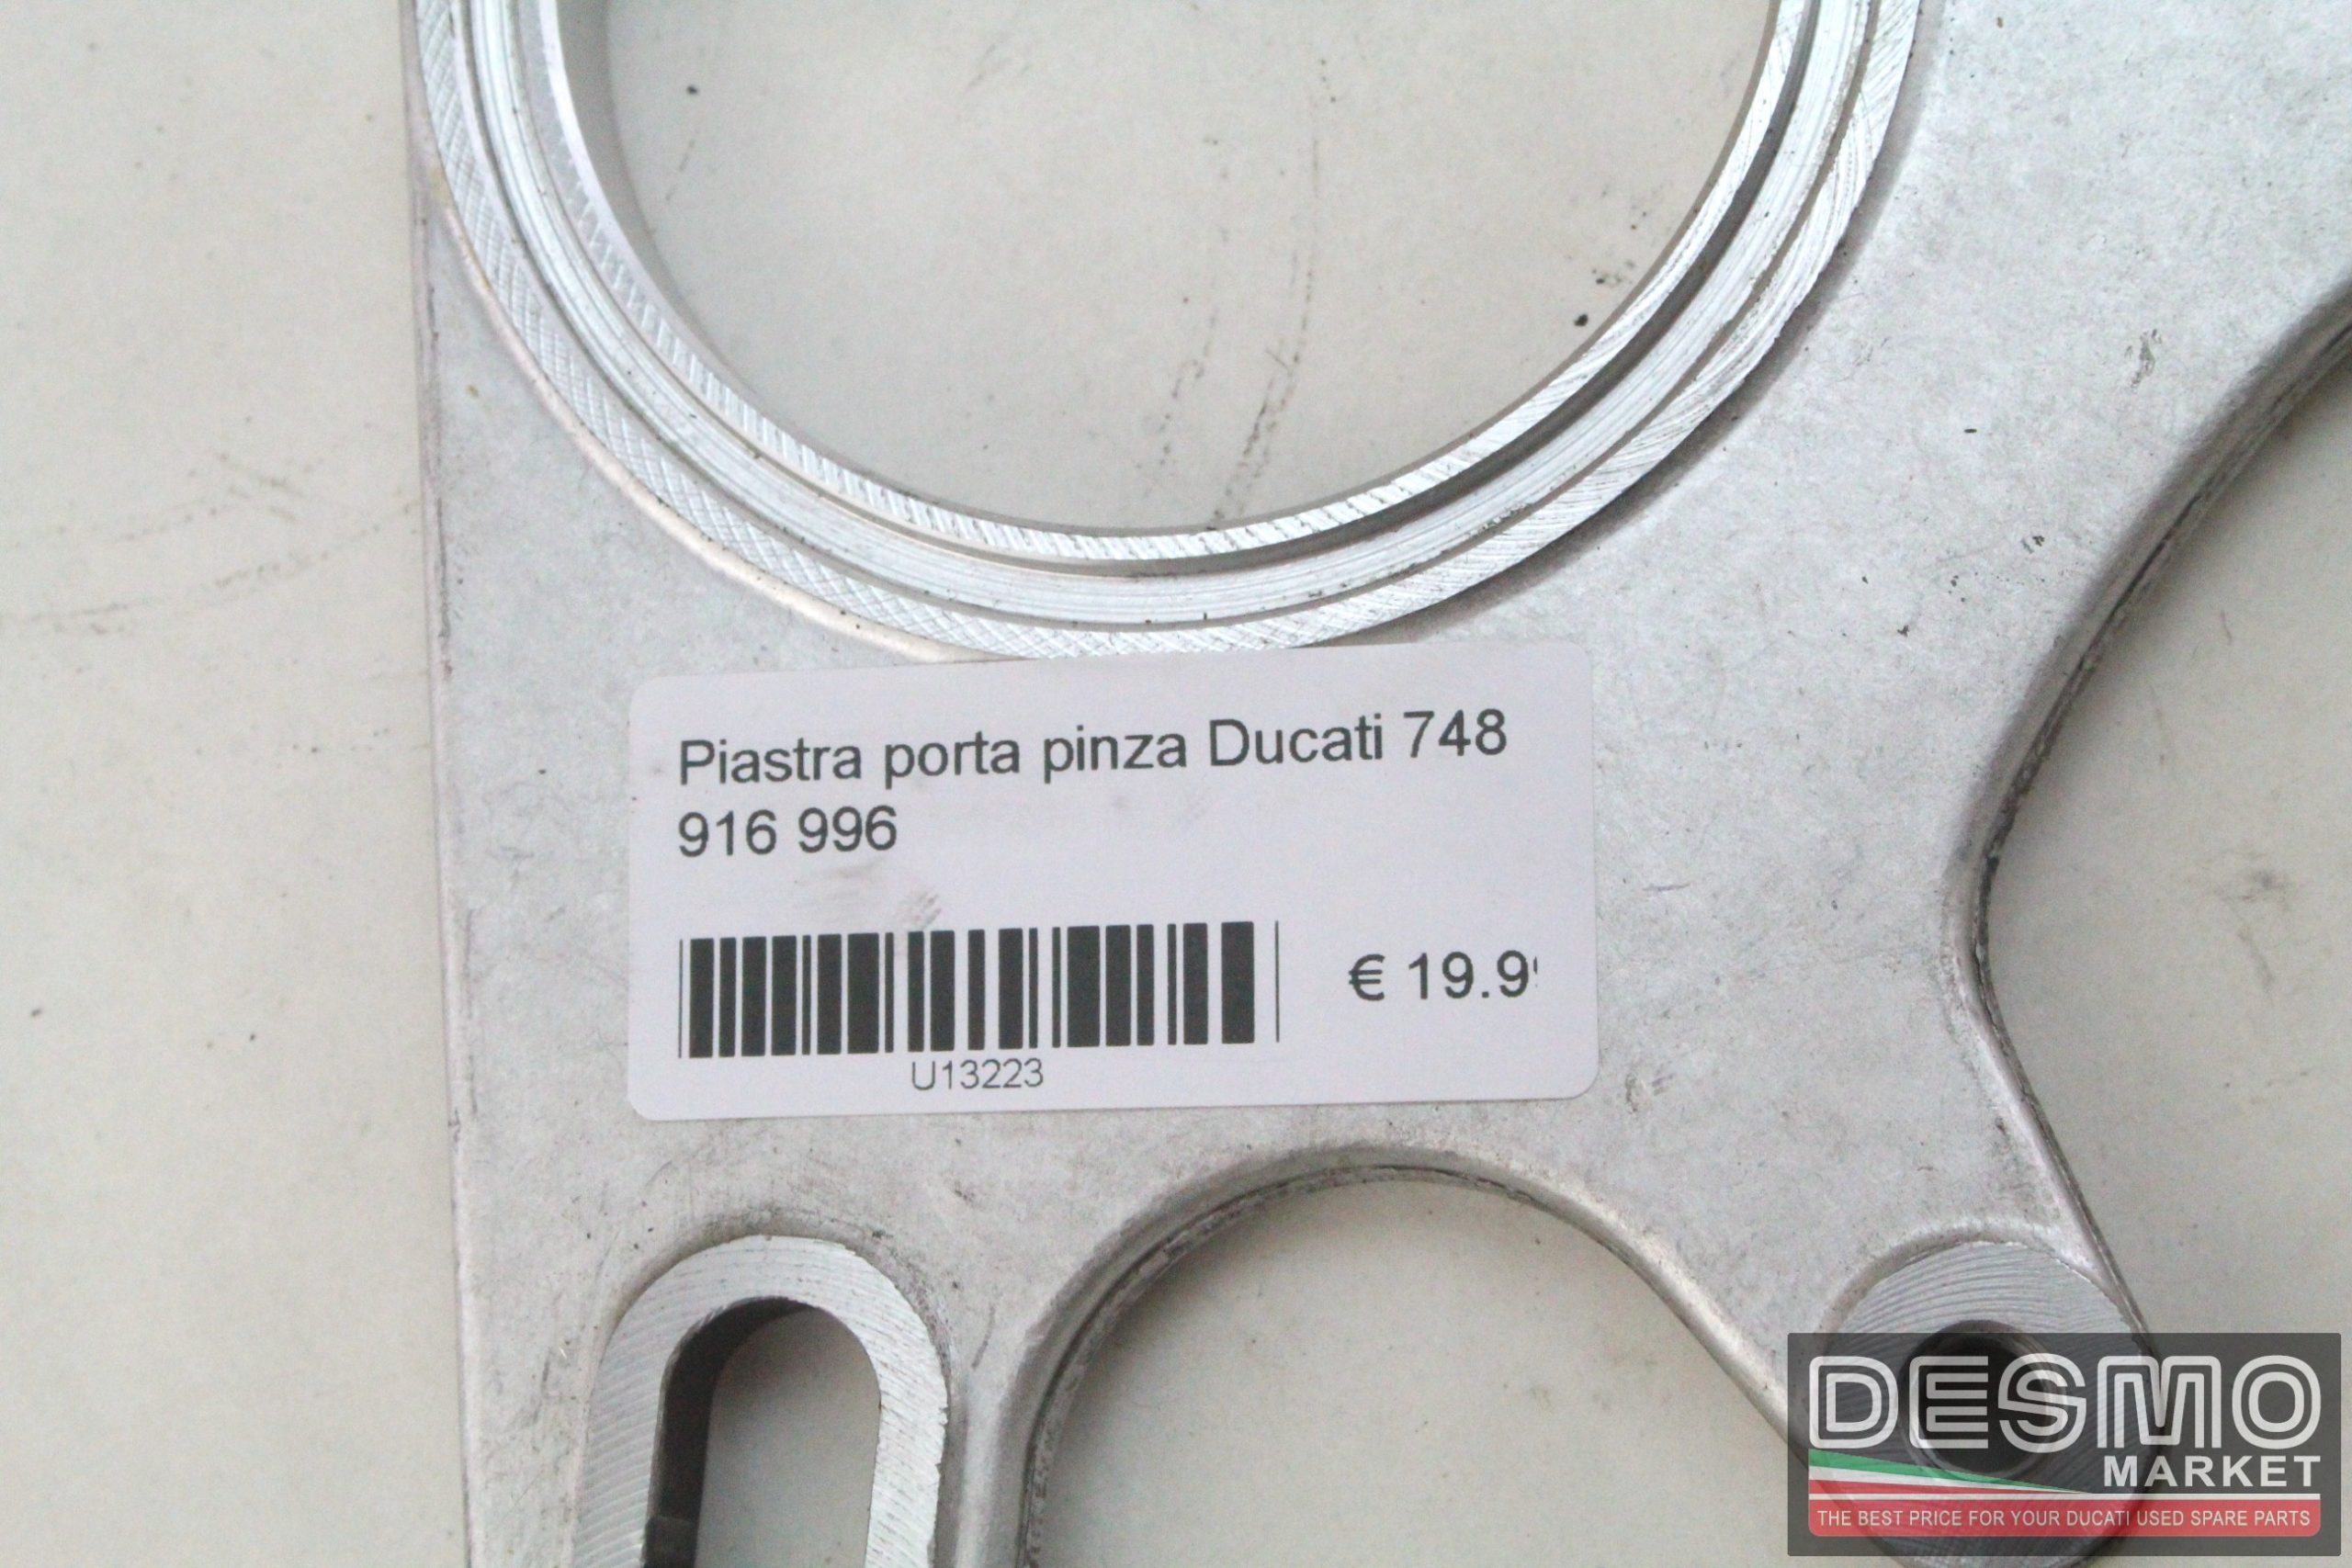 Piastra porta pinza Ducati 748
916 996
€ 19.9
U13223
DESMO
MARKET
THE BEST PRICE FOR YOUR DUCATI USED SPARE PARTS